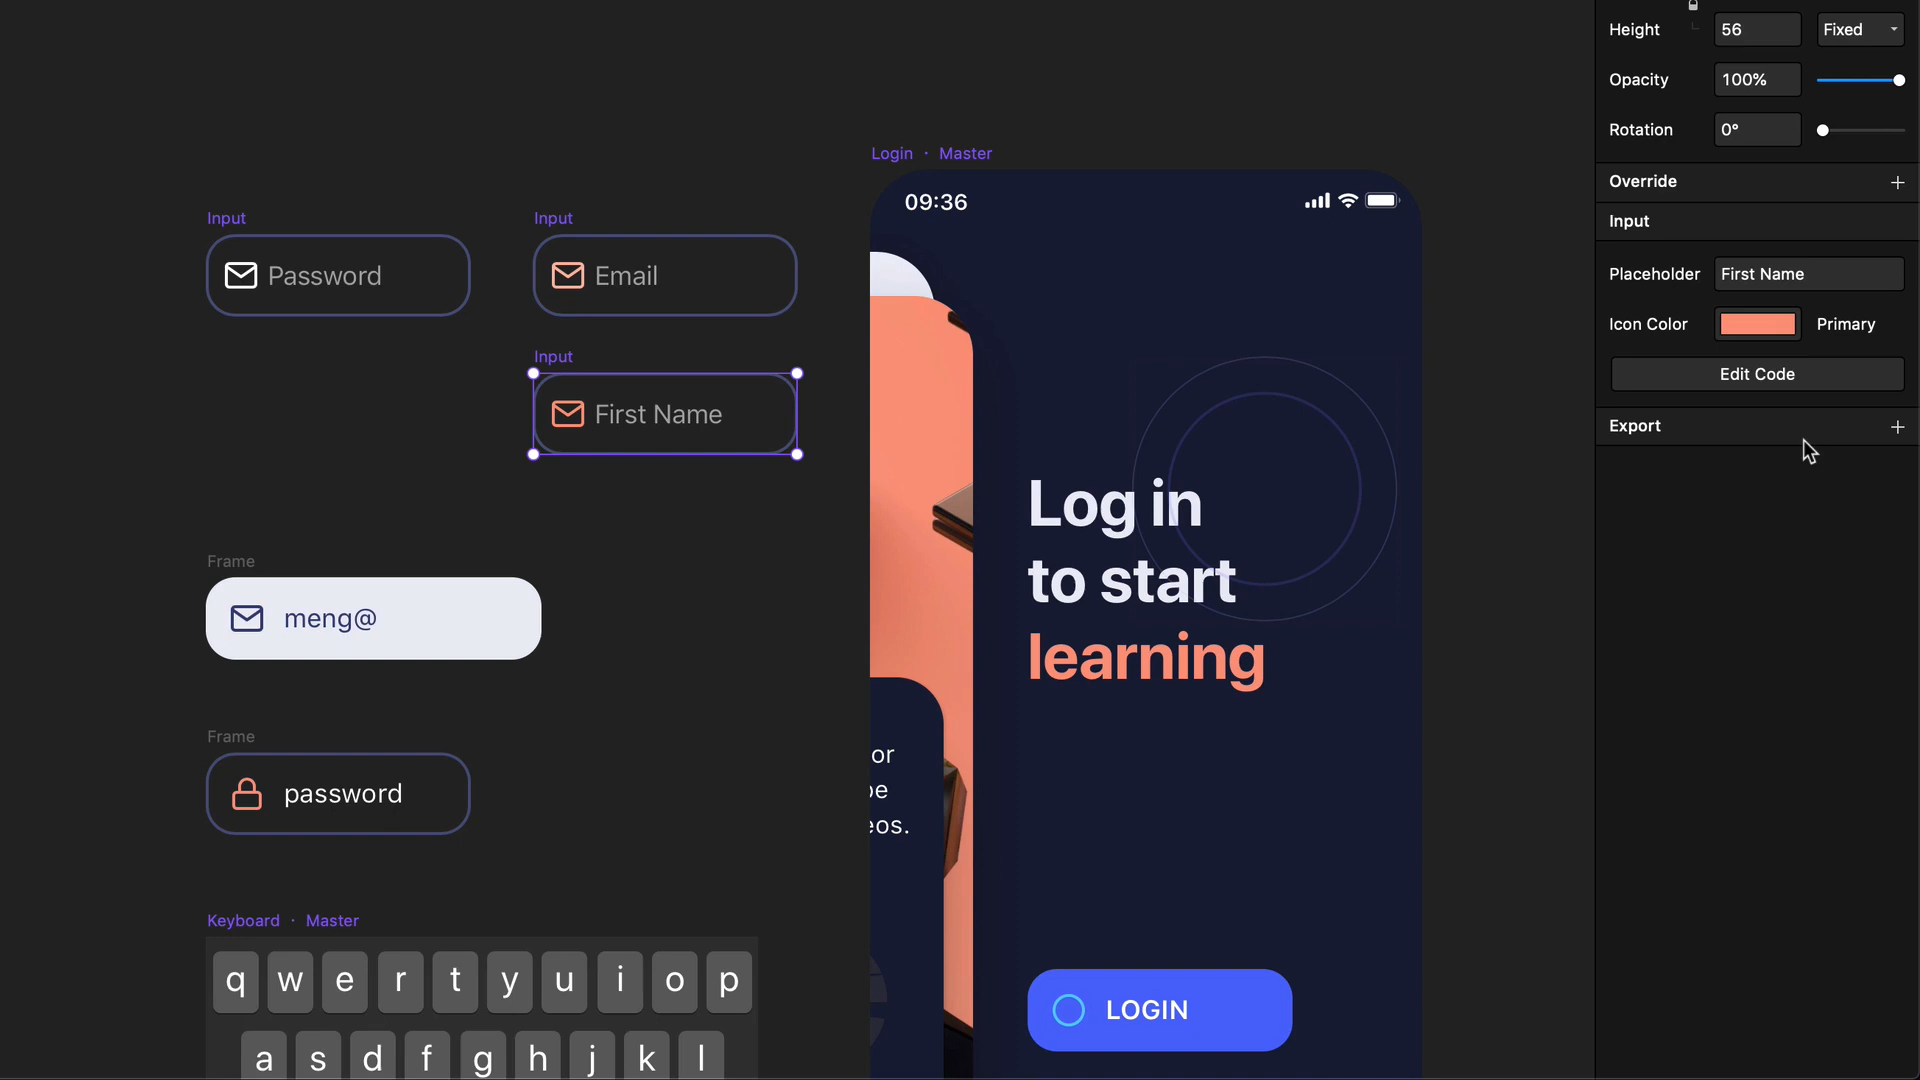 Height 56 Fixed
Opacity 100%
Rotation 0°
Override
Input
Placeholder First Name
Icon Color Primary
Edit Code
Export
Input
Password
Input
Email
Input
First Name
Frame
meng@
Frame
password
Keyboard · Master
q w e r t y u i o p
a s d f g h j k l
Login · Master
09:36
Log in
to start
learning
or
eos.
LOGIN